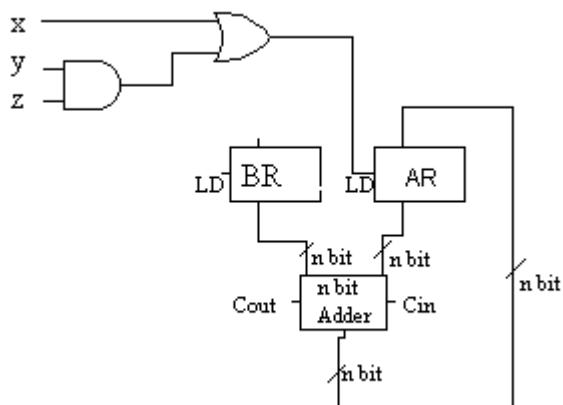 x
y
z
LD
BR
LD
AR
n bit
n bit
n bit
Cout
n bit
Adder
Cin
n bit